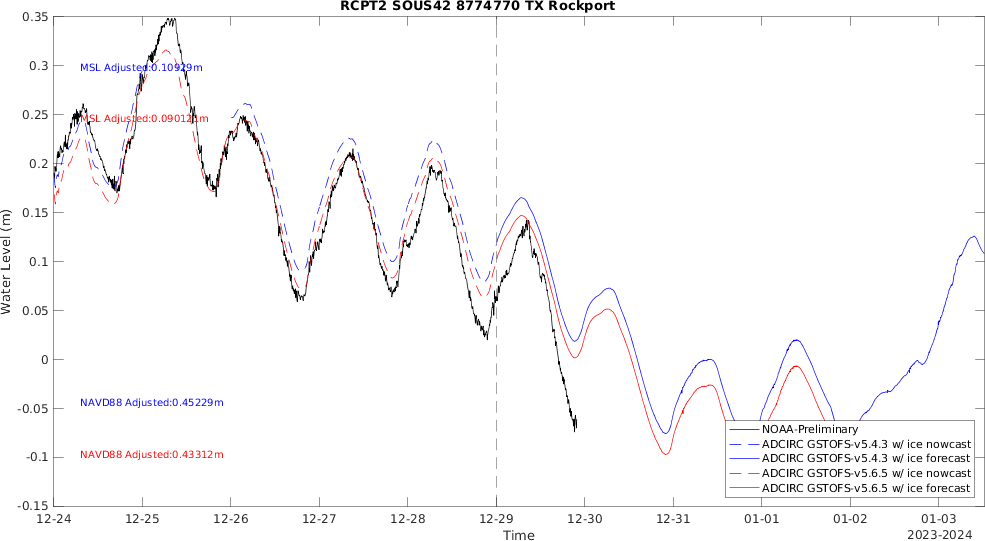 RCPT2 SOUS42 8774770 TX Rockport
0.35
0.3
0.25
0.2
0.15
0.1
0.05
0
-0.05
-0.1
-0.15
Water Level (m)
MSL Adjusted:0.10929m
MSL Adjusted:0.090121m
NAVD88 Adjusted:0.45229m
NAVD88 Adjusted:0.43312m
NOAA-Preliminary
ADCIRC GSTOFS-v5.4.3 w/ ice nowcast
ADCIRC GSTOFS-v5.4.3 w/ ice forecast
ADCIRC GSTOFS-v5.6.5 w/ ice nowcast
ADCIRC GSTOFS-v5.6.5 w/ ice forecast
12-24 12-25 12-26 12-27 12-28 12-29 12-30 12-31 01-01 01-02 01-03
Time
2023-2024